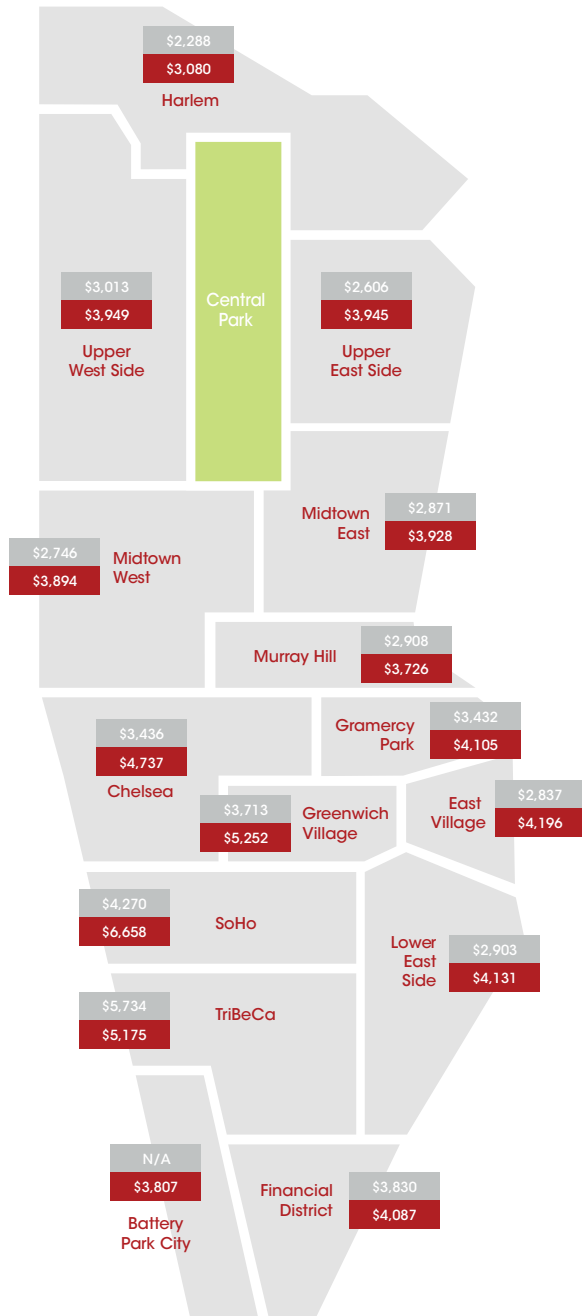 $2,288
$3,080
Harlem
Central
Park
$3,013
$3,949
Upper
West Side
$2,606
$3,945
Upper
East Side
$2,871
$3,928
Midtown
East
$2,746
$3,894
Midtown
West
$2,908
$3,726
Murray Hill
$3,432
$4,105
Gramercy
Park
$3,436
$4,737
Chelsea
$3,713
$5,252
Greenwich
Village
$2,837
$4,196
East
Village
$4,270
$6,658
SoHo
$2,903
$4,131
Lower
East
Side
$5,734
$5,175
TriBeCa
N/A
$3,807
Battery
Park City
$3,830
$4,087
Financial
District